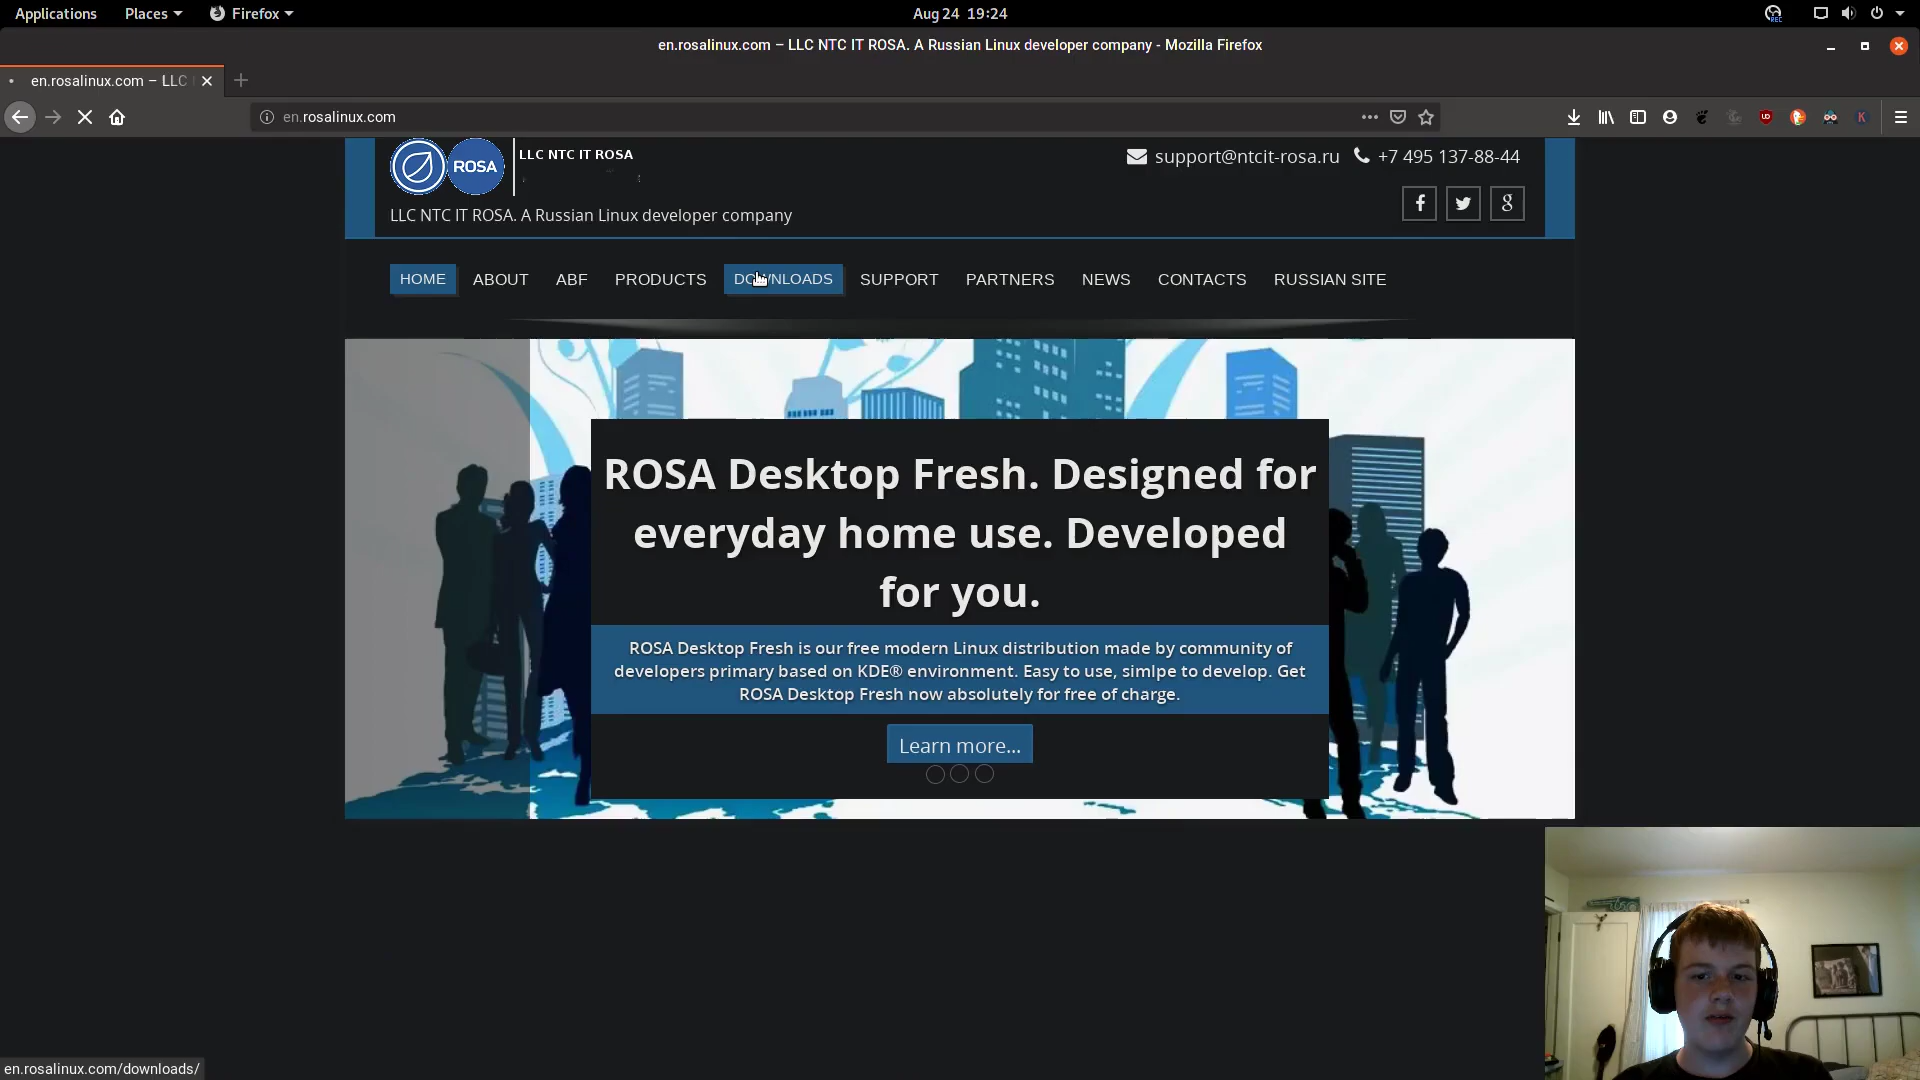 Applications Places Firefox Aug 24 19:24
en.rosalinux.com – LLC NTC IT ROSA. A Russian Linux developer company - Mozilla Firefox
en.rosalinux.com – LLC
en.rosalinux.com
ROSA
LLC NTC IT ROSA
support@ntcit-rosa.ru +7 495 137-88-44
LLC NTC IT ROSA. A Russian Linux developer company
HOME ABOUT ABF PRODUCTS DOWNLOADS SUPPORT PARTNERS NEWS CONTACTS RUSSIAN SITE
ROSA Desktop Fresh. Designed for
everyday home use. Developed
for you.
ROSA Desktop Fresh is our free modern Linux distribution made by community of
developers primary based on KDE® environment. Easy to use, simlpe to develop. Get
ROSA Desktop Fresh now absolutely for free of charge.
Learn more...
en.rosalinux.com/downloads/